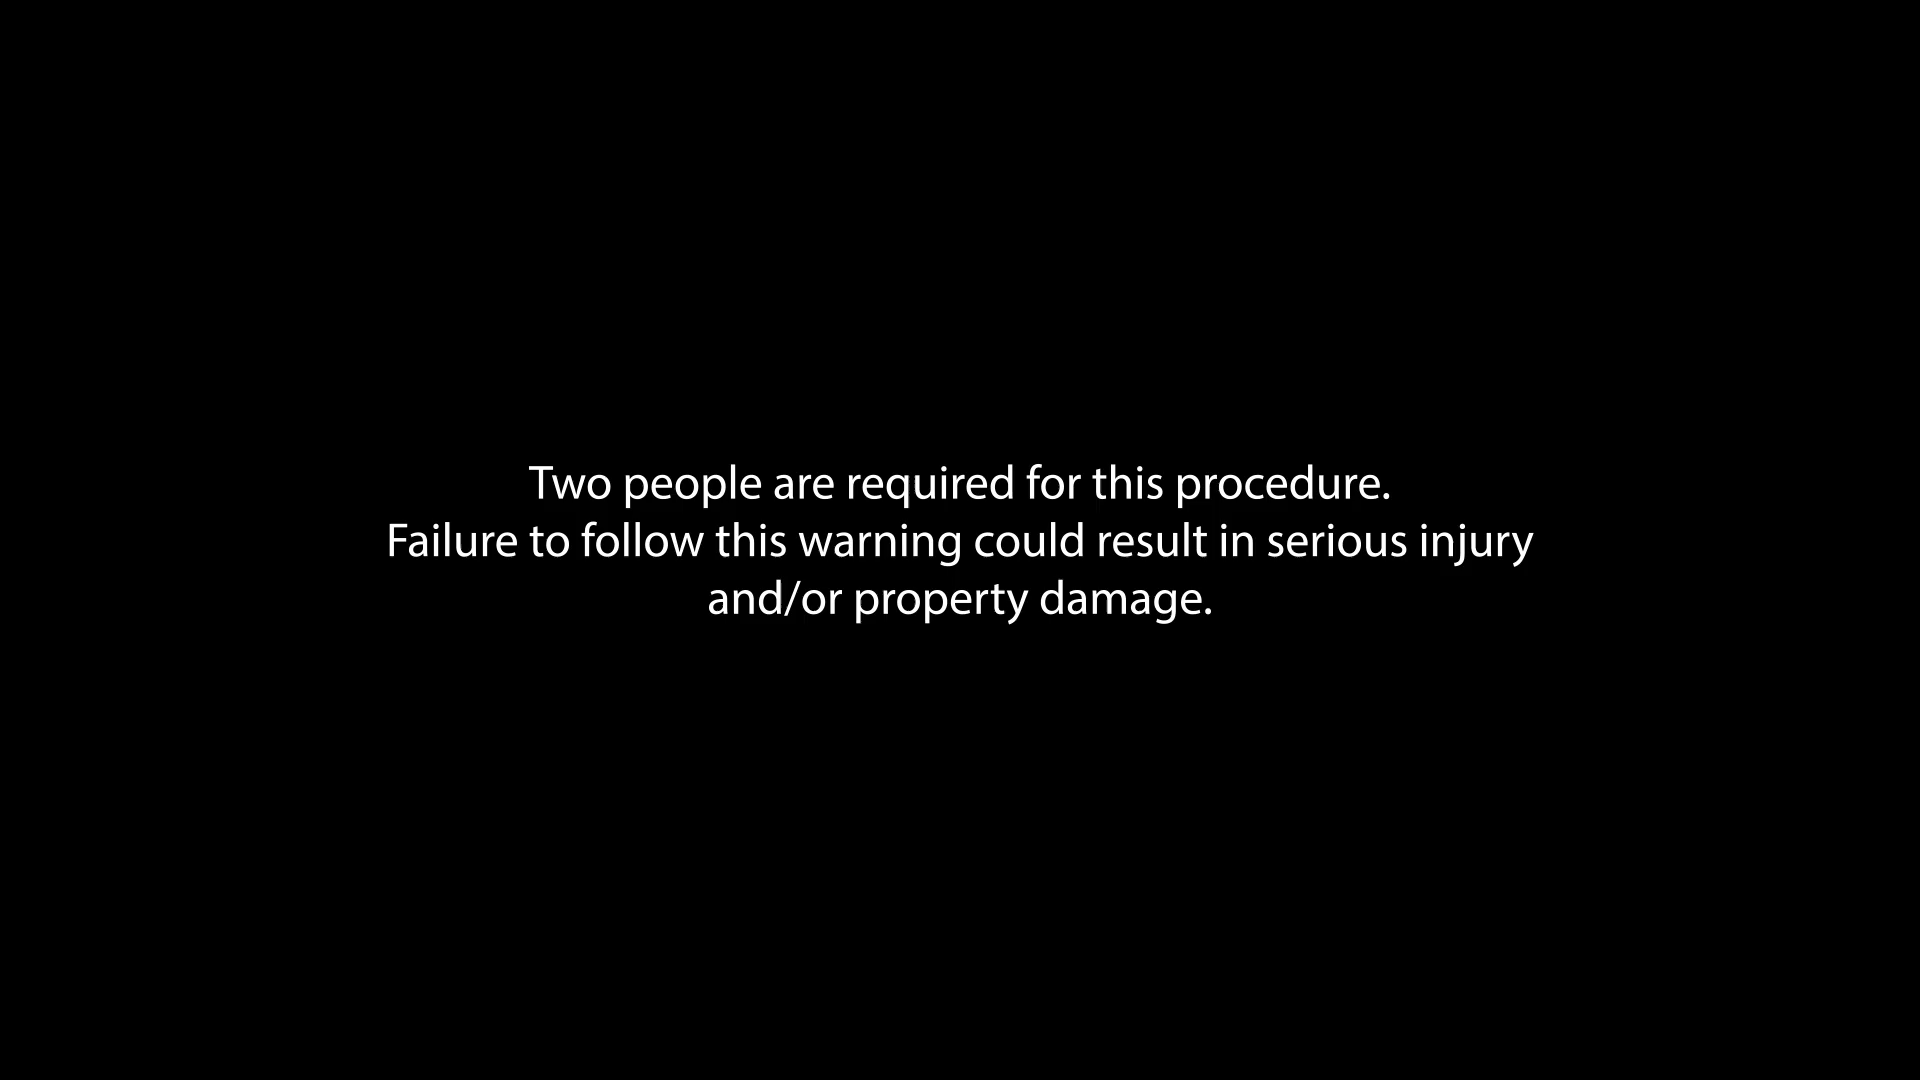 Two people are required for this procedure.
Failure to follow this warning could result in serious injury
and/or property damage.